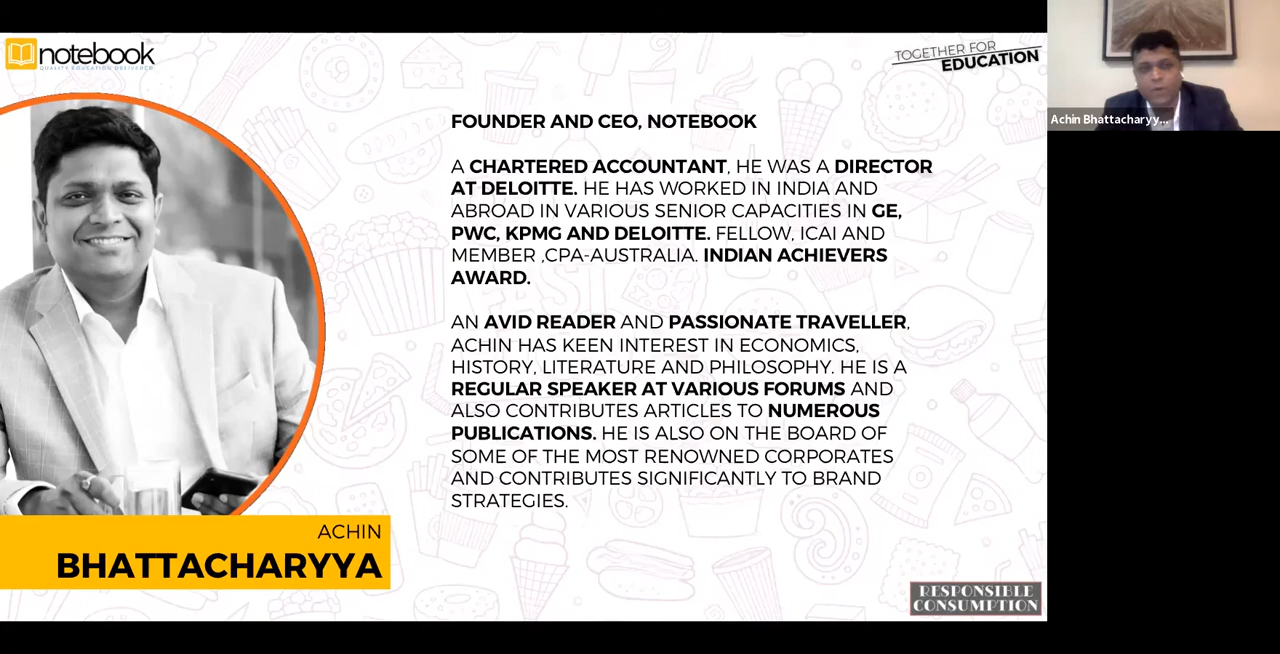 notebook
QUALITY EDUCATION DELIVERED
TOGETHER FOR
EDUCATION
Achin Bhattacharyy...
FOUNDER AND CEO, NOTEBOOK
A CHARTERED ACCOUNTANT, HE WAS A DIRECTOR
AT DELOITTE. HE HAS WORKED IN INDIA AND
ABROAD IN VARIOUS SENIOR CAPACITIES IN GE,
PWC, KPMG AND DELOITTE. FELLOW, ICAI AND
MEMBER ,CPA-AUSTRALIA. INDIAN ACHIEVERS
AWARD.
AN AVID READER AND PASSIONATE TRAVELLER,
ACHIN HAS KEEN INTEREST IN ECONOMICS,
HISTORY, LITERATURE AND PHILOSOPHY. HE IS A
REGULAR SPEAKER AT VARIOUS FORUMS AND
ALSO CONTRIBUTES ARTICLES TO NUMEROUS
PUBLICATIONS. HE IS ALSO ON THE BOARD OF
SOME OF THE MOST RENOWNED CORPORATES
AND CONTRIBUTES SIGNIFICANTLY TO BRAND
STRATEGIES.
ACHIN
BHATTACHARYYA
RESPONSIBLE
CONSUMPTION